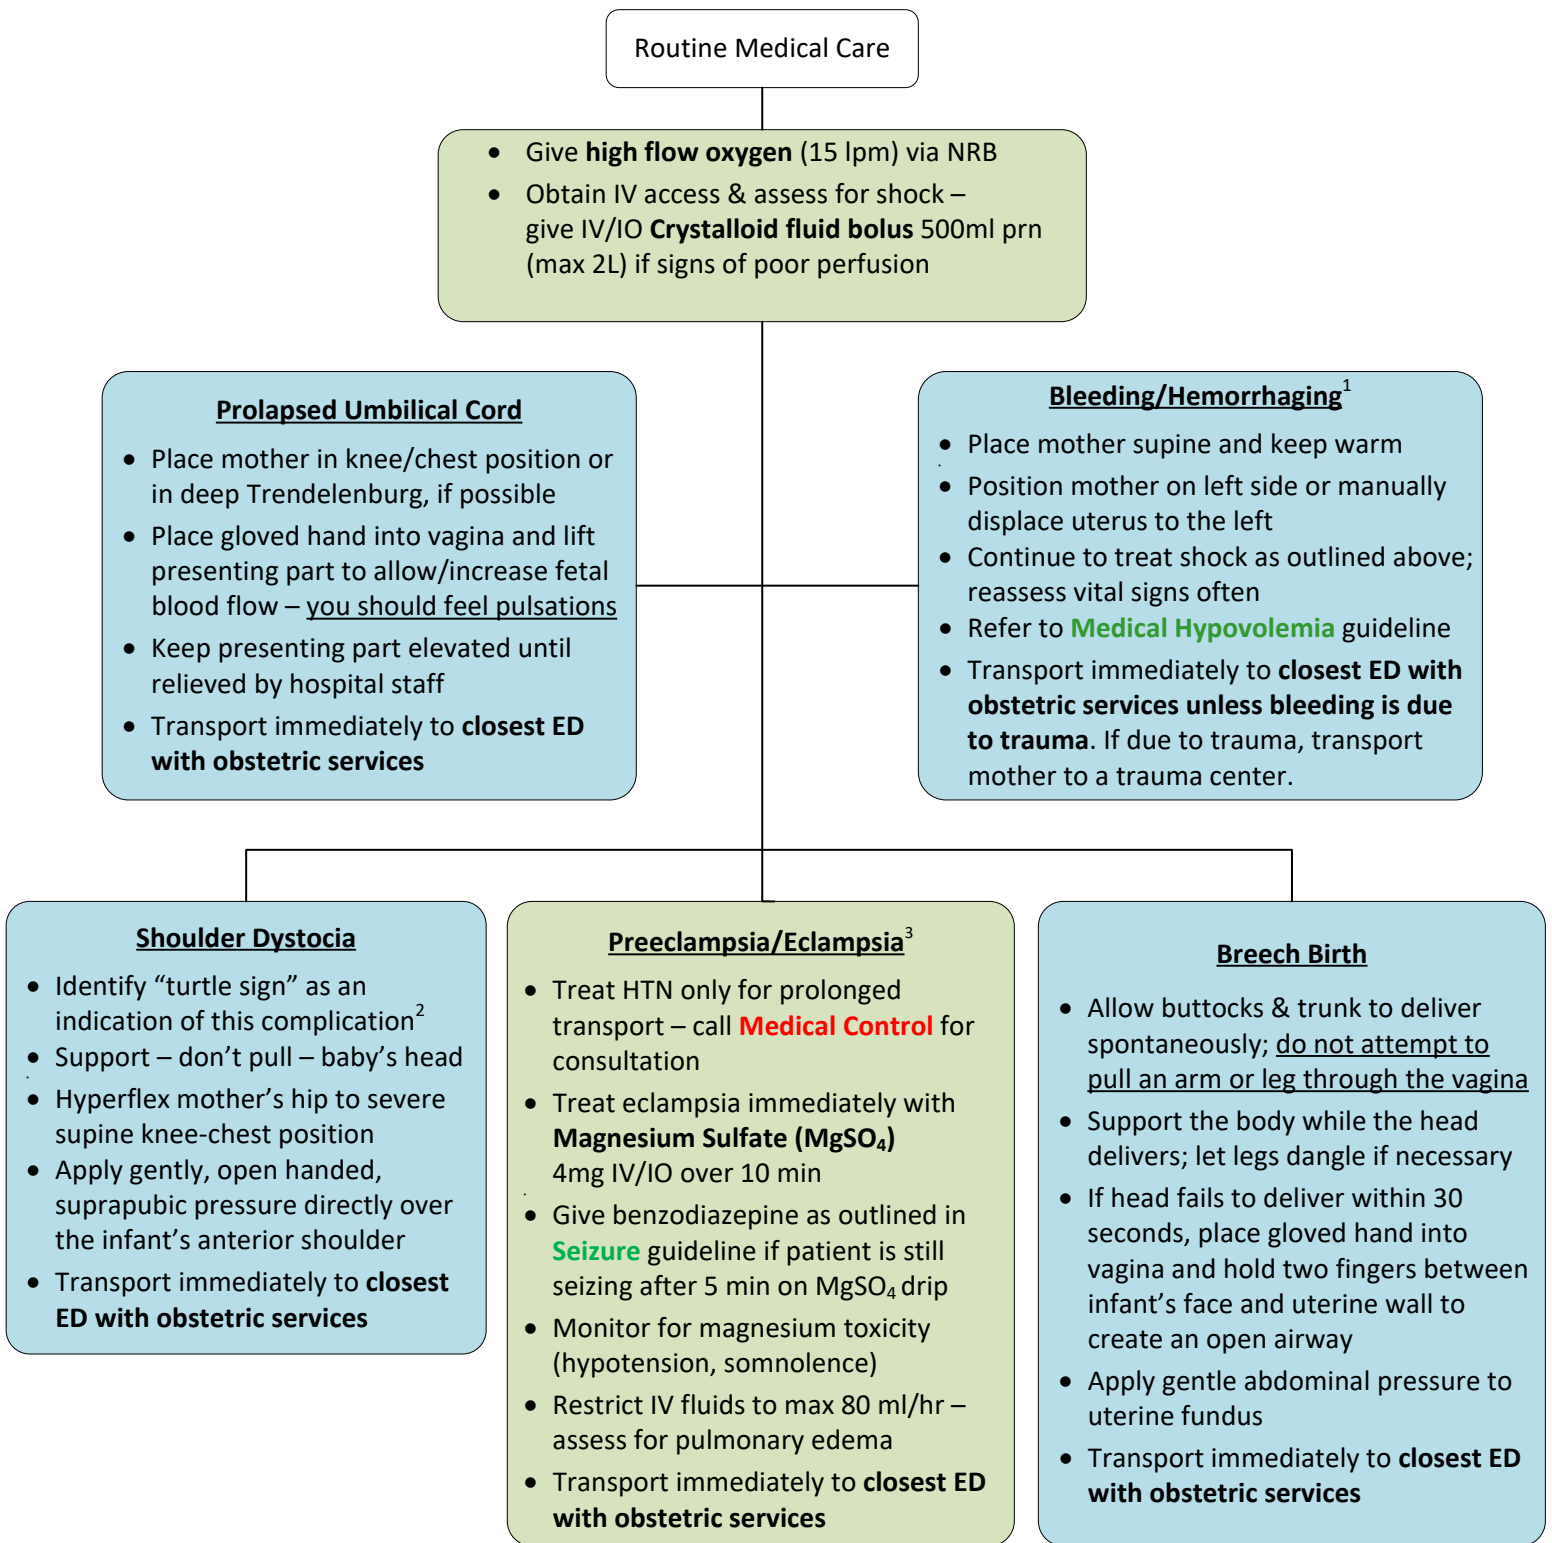 Routine Medical Care
• Give high flow oxygen (15 lpm) via NRB
• Obtain IV access & assess for shock –
give IV/IO Crystalloid fluid bolus 500ml prn
(max 2L) if signs of poor perfusion
Prolapsed Umbilical Cord
• Place mother in knee/chest position or
in deep Trendelenburg, if possible
• Place gloved hand into vagina and lift
presenting part to allow/increase fetal
blood flow – you should feel pulsations
• Keep presenting part elevated until
relieved by hospital staff
• Transport immediately to closest ED
with obstetric services
Bleeding/Hemorrhaging¹
• Place mother supine and keep warm
• Position mother on left side or manually
displace uterus to the left
• Continue to treat shock as outlined above;
reassess vital signs often
• Refer to Medical Hypovolemia guideline
• Transport immediately to closest ED with
obstetric services unless bleeding is due
to trauma. If due to trauma, transport
mother to a trauma center.
Shoulder Dystocia
• Identify “turtle sign” as an
indication of this complication²
• Support – don’t pull – baby’s head
• Hyperflex mother’s hip to severe
supine knee-chest position
• Apply gently, open handed,
suprapubic pressure directly over
the infant’s anterior shoulder
• Transport immediately to closest
ED with obstetric services
Preeclampsia/Eclampsia³
• Treat HTN only for prolonged
transport – call Medical Control for
consultation
• Treat eclampsia immediately with
Magnesium Sulfate (MgSO₄)
4mg IV/IO over 10 min
• Give benzodiazepine as outlined in
Seizure guideline if patient is still
seizing after 5 min on MgSO₄ drip
• Monitor for magnesium toxicity
(hypotension, somnolence)
• Restrict IV fluids to max 80 ml/hr –
assess for pulmonary edema
• Transport immediately to closest ED
with obstetric services
Breech Birth
• Allow buttocks & trunk to deliver
spontaneously; do not attempt to
pull an arm or leg through the vagina
• Support the body while the head
delivers; let legs dangle if necessary
• If head fails to deliver within 30
seconds, place gloved hand into
vagina and hold two fingers between
infant’s face and uterine wall to
create an open airway
• Apply gentle abdominal pressure to
uterine fundus
• Transport immediately to closest ED
with obstetric services